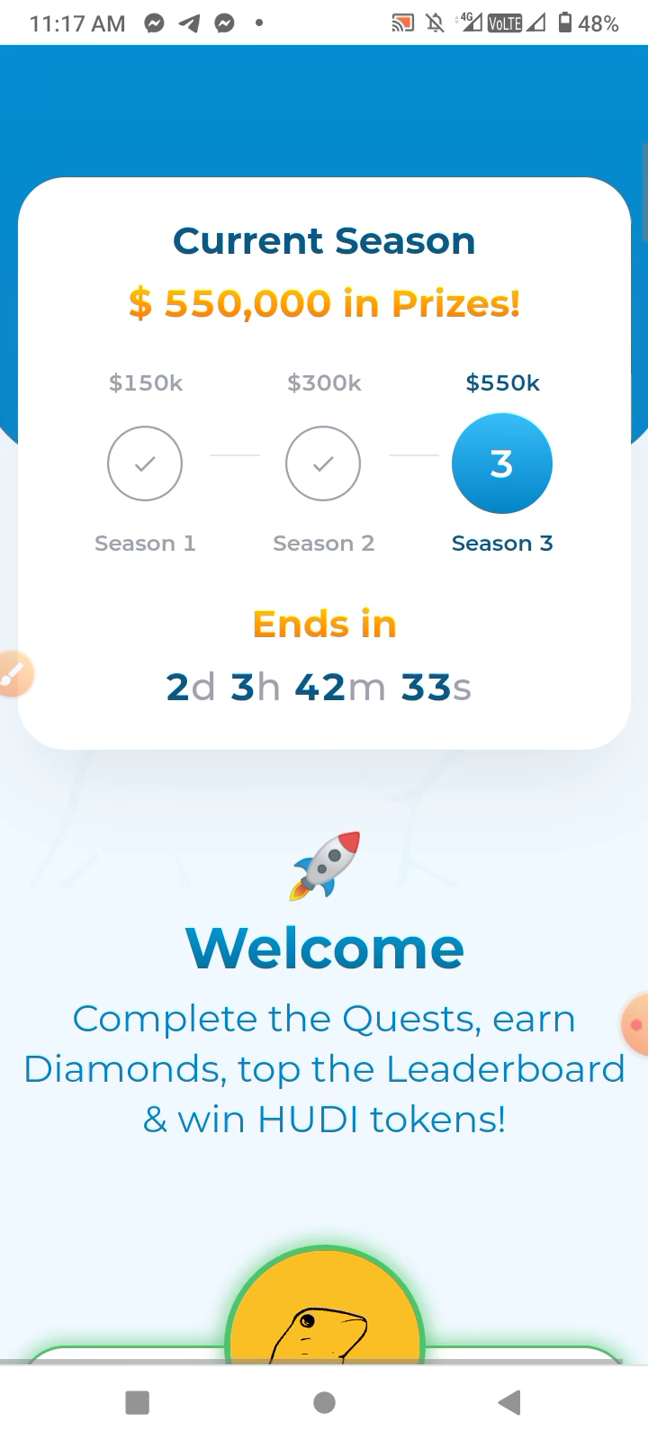 11:17 AM
4G VoLTE 48%
Current Season
$ 550,000 in Prizes!
$150k $300k $550k
3
Season 1 Season 2 Season 3
Ends in
2d 3h 42m 33s
Welcome
Complete the Quests, earn
Diamonds, top the Leaderboard
& win HUDI tokens!